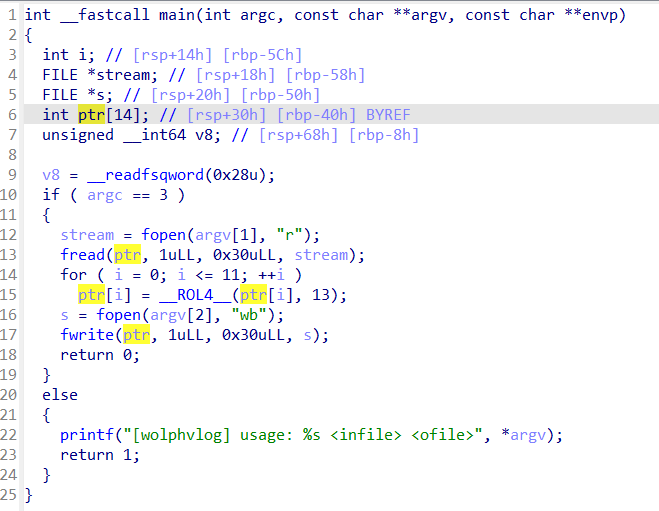 1 int __fastcall main(int argc, const char **argv, const char **envp)
2 {
3   int i; // [rsp+14h] [rbp-5Ch]
4   FILE *stream; // [rsp+18h] [rbp-58h]
5   FILE *s; // [rsp+20h] [rbp-50h]
6   int ptr[14]; // [rsp+30h] [rbp-40h] BYREF
7   unsigned __int64 v8; // [rsp+68h] [rbp-8h]
8
9   v8 = __readfsqword(0x28u);
10   if ( argc == 3 )
11   {
12     stream = fopen(argv[1], "r");
13     fread(ptr, 1uLL, 0x30uLL, stream);
14     for ( i = 0; i <= 11; ++i )
15       ptr[i] = __ROL4__(ptr[i], 13);
16     s = fopen(argv[2], "wb");
17     fwrite(ptr, 1uLL, 0x30uLL, s);
18     return 0;
19   }
20   else
21   {
22     printf("[wolphvlog] usage: %s <infile> <ofile>", *argv);
23     return 1;
24   }
25 }